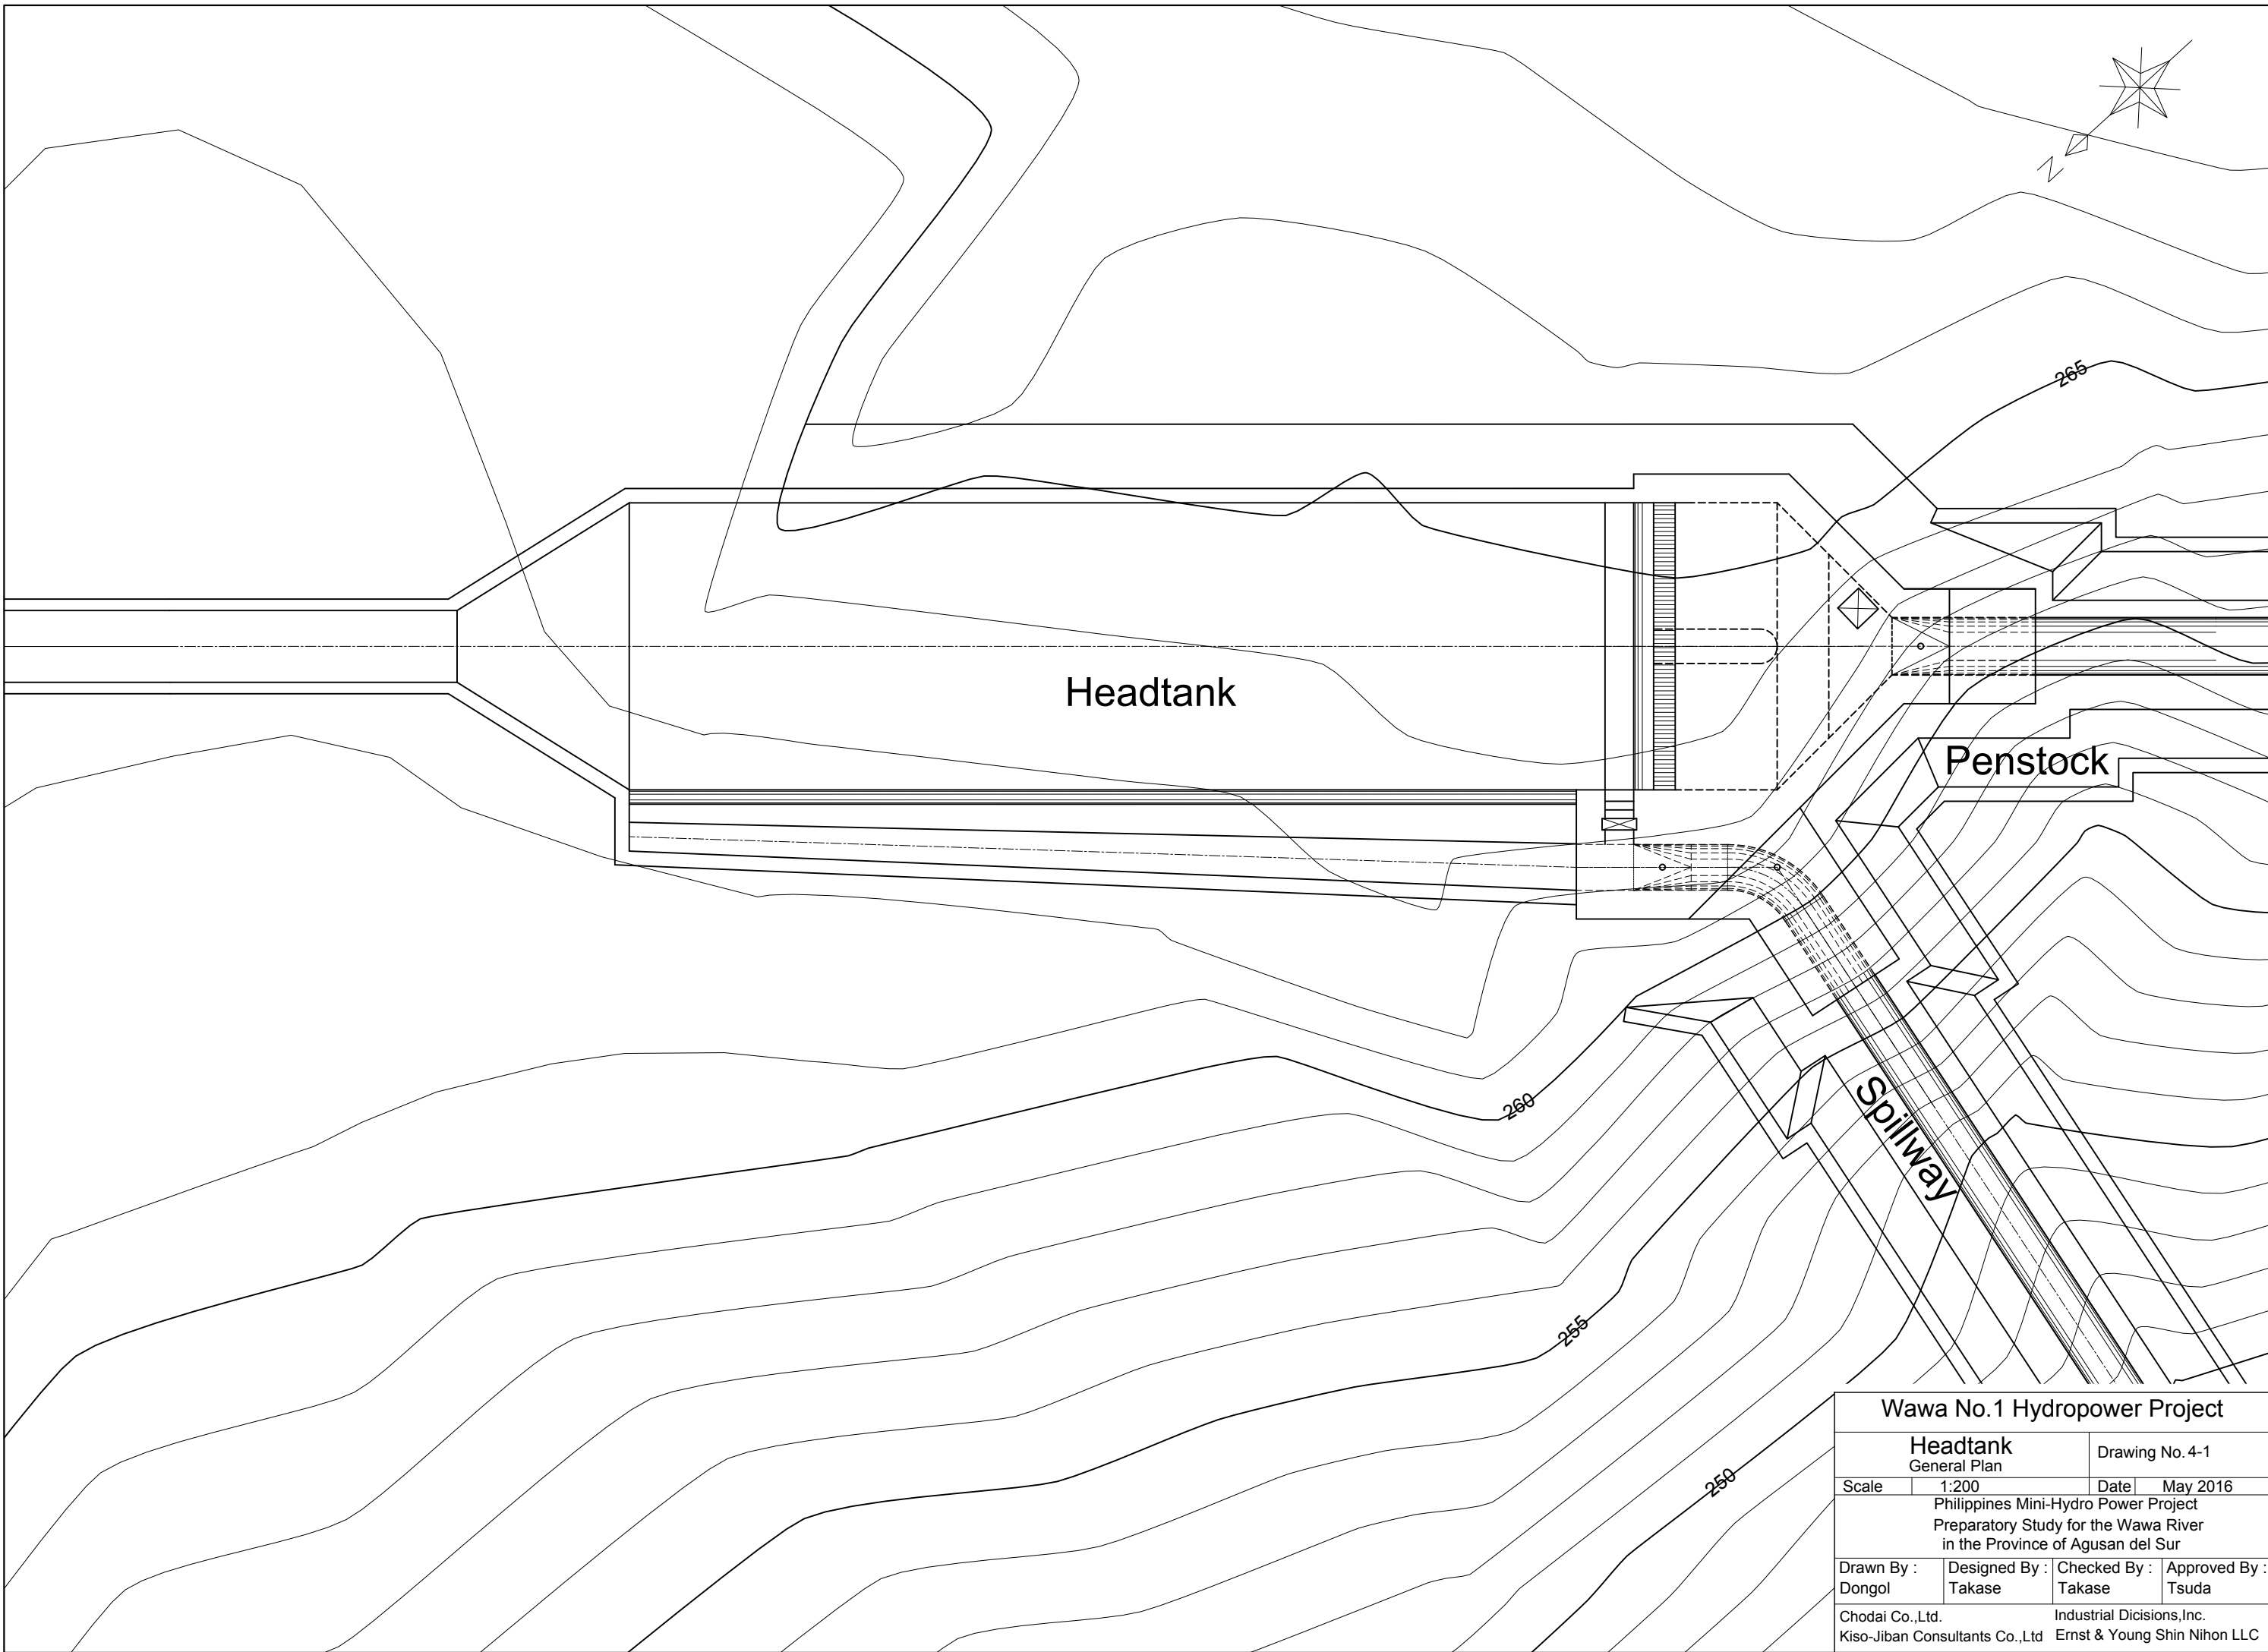 N
265
Headtank
Penstock
260
Spillway
255
250
Wawa No.1 Hydropower Project
Headtank
General Plan
Drawing No. 4-1
Scale 1:200 Date May 2016
Philippines Mini-Hydro Power Project
Preparatory Study for the Wawa River
in the Province of Agusan del Sur
Drawn By : Designed By : Checked By : Approved By :
Dongol Takase Takase Tsuda
Chodai Co.,Ltd. Industrial Dicisions,Inc.
Kiso-Jiban Consultants Co.,Ltd Ernst & Young Shin Nihon LLC